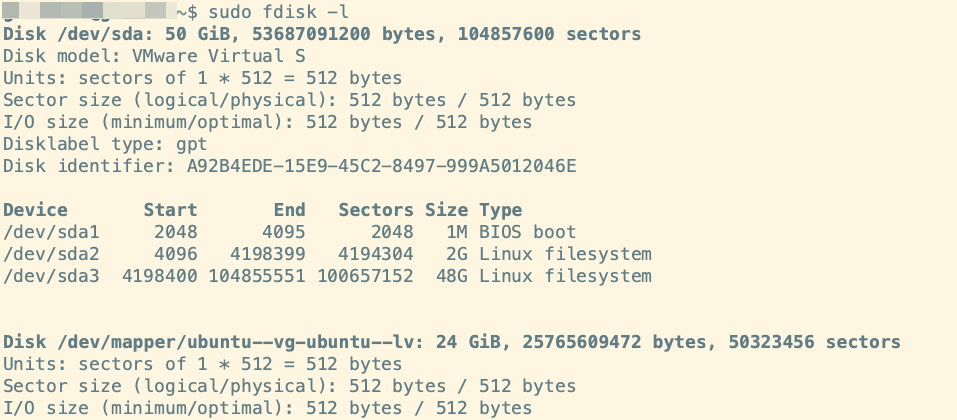 ~$ sudo fdisk -l
Disk /dev/sda: 50 GiB, 53687091200 bytes, 104857600 sectors
Disk model: VMware Virtual S
Units: sectors of 1 * 512 = 512 bytes
Sector size (logical/physical): 512 bytes / 512 bytes
I/O size (minimum/optimal): 512 bytes / 512 bytes
Disklabel type: gpt
Disk identifier: A92B4EDE-15E9-45C2-8497-999A5012046E
Device Start End Sectors Size Type
/dev/sda1 2048 4095 2048 1M BIOS boot
/dev/sda2 4096 4198399 4194304 2G Linux filesystem
/dev/sda3 4198400 104855551 100657152 48G Linux filesystem
Disk /dev/mapper/ubuntu--vg-ubuntu--lv: 24 GiB, 25765609472 bytes, 50323456 sectors
Units: sectors of 1 * 512 = 512 bytes
Sector size (logical/physical): 512 bytes / 512 bytes
I/O size (minimum/optimal): 512 bytes / 512 bytes